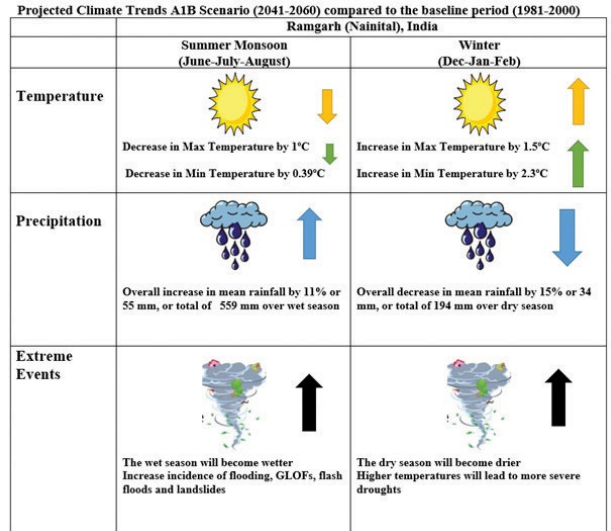 Projected Climate Trends A1B Scenario (2041-2060) compared to the baseline period (1981-2000)
Ramgarh (Nainital), India
Summer Monsoon
(June-July-August)
Winter
(Dec-Jan-Feb)
Temperature
Decrease in Max Temperature by 1°C
Decrease in Min Temperature by 0.39°C
Increase in Max Temperature by 1.5°C
Increase in Min Temperature by 2.3°C
Precipitation
Overall increase in mean rainfall by 11% or
55 mm, or total of 559 mm over wet season
Overall decrease in mean rainfall by 15% or 34
mm, or total of 194 mm over dry season
Extreme
Events
The wet season will become wetter
Increase incidence of flooding, GLOFs, flash
floods and landslides
The dry season will become drier
Higher temperatures will lead to more severe
droughts